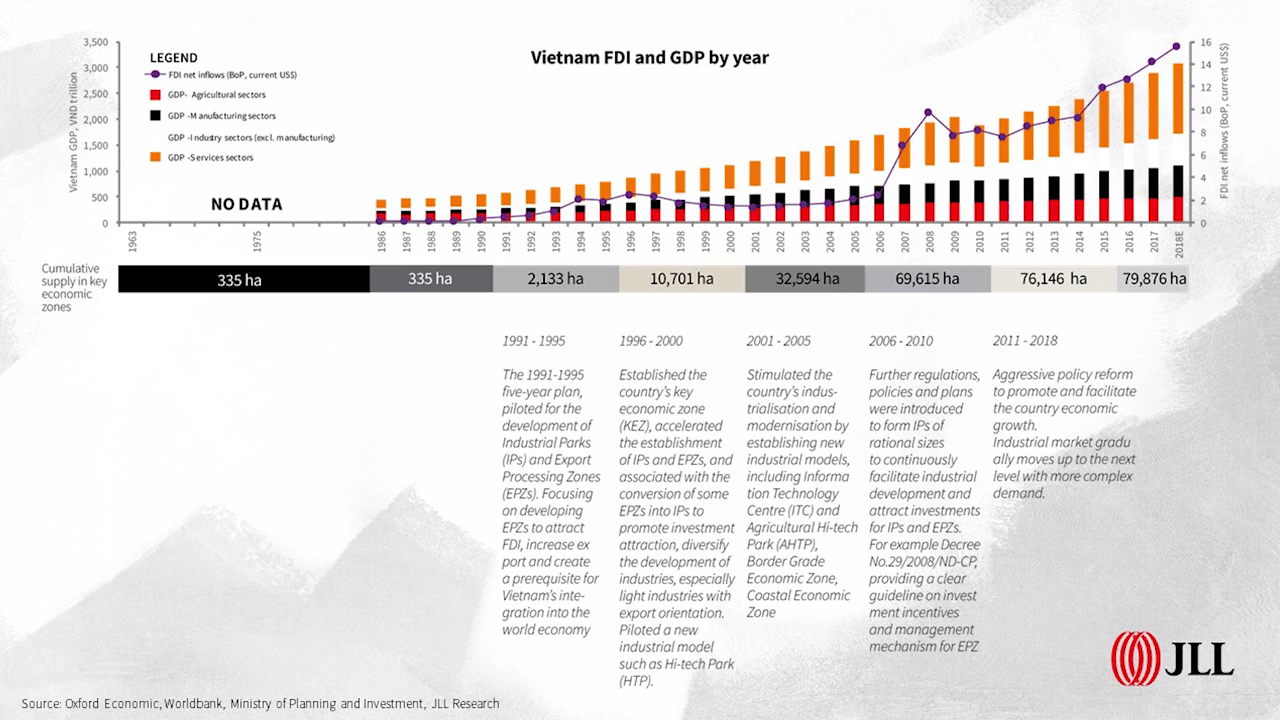 Vietnam FDI and GDP by year
LEGEND
FDI net inflows (BoP, current US$)
GDP- Agricultural sectors
GDP -M anufacturing sectors
GDP -I ndustry sectors (excl. manufacturing)
GDP -Services sectors
Vietnam GDP, VND trillion
3,500
3,000
2,500
2,000
1,500
1,000
500
0
NO DATA
FDI net inflows (BoP, current US$)
16
14
12
10
8
6
4
2
0
1963
1975
1986
1987
1988
1989
1990
1991
1992
1993
1994
1995
1996
1997
1998
1999
2000
2001
2002
2003
2004
2005
2006
2007
2008
2009
2010
2011
2012
2013
2014
2015
2016
2017
2018E
Cumulative
supply in key
economic
zones
335 ha
335 ha
2,133 ha
10,701 ha
32,594 ha
69,615 ha
76,146 ha
79,876 ha
1991 - 1995
The 1991-1995
five-year plan,
piloted for the
development of
Industrial Parks
(IPs) and Export
Processing Zones
(EPZs). Focusing
on developing
EPZs to attract
FDI, increase ex
port and create
a prerequisite for
Vietnam's inte-
gration into the
world economy
1996 - 2000
Established the
country's key
economic zone
(KEZ), accelerated
the establishment
of IPs and EPZs, and
associated with the
conversion of some
EPZs into IPs to
promote investment
attraction, diversify
the development of
industries, especially
light industries with
export orientation.
Piloted a new
industrial model
such as Hi-tech Park
(HTP).
2001 - 2005
Stimulated the
country's indus-
trialisation and
modernisation by
establishing new
industrial models,
including Informa
tion Technology
Centre (ITC) and
Agricultural Hi-tech
Park (AHTP),
Border Grade
Economic Zone,
Coastal Economic
Zone
2006 - 2010
Further regulations,
policies and plans
were introduced
to form IPs of
rational sizes
to continuously
facilitate industrial
development and
attract investments
for IPs and EPZs.
For example Decree
No.29/2008/ND-CP,
providing a clear
guideline on invest
ment incentives
and management
mechanism for EPZ
2011 - 2018
Aggressive policy reform
to promote and facilitate
the country economic
growth.
Industrial market gradu
ally moves up to the next
level with more complex
demand.
JLL
Source: Oxford Economic, Worldbank, Ministry of Planning and Investment, JLL Research